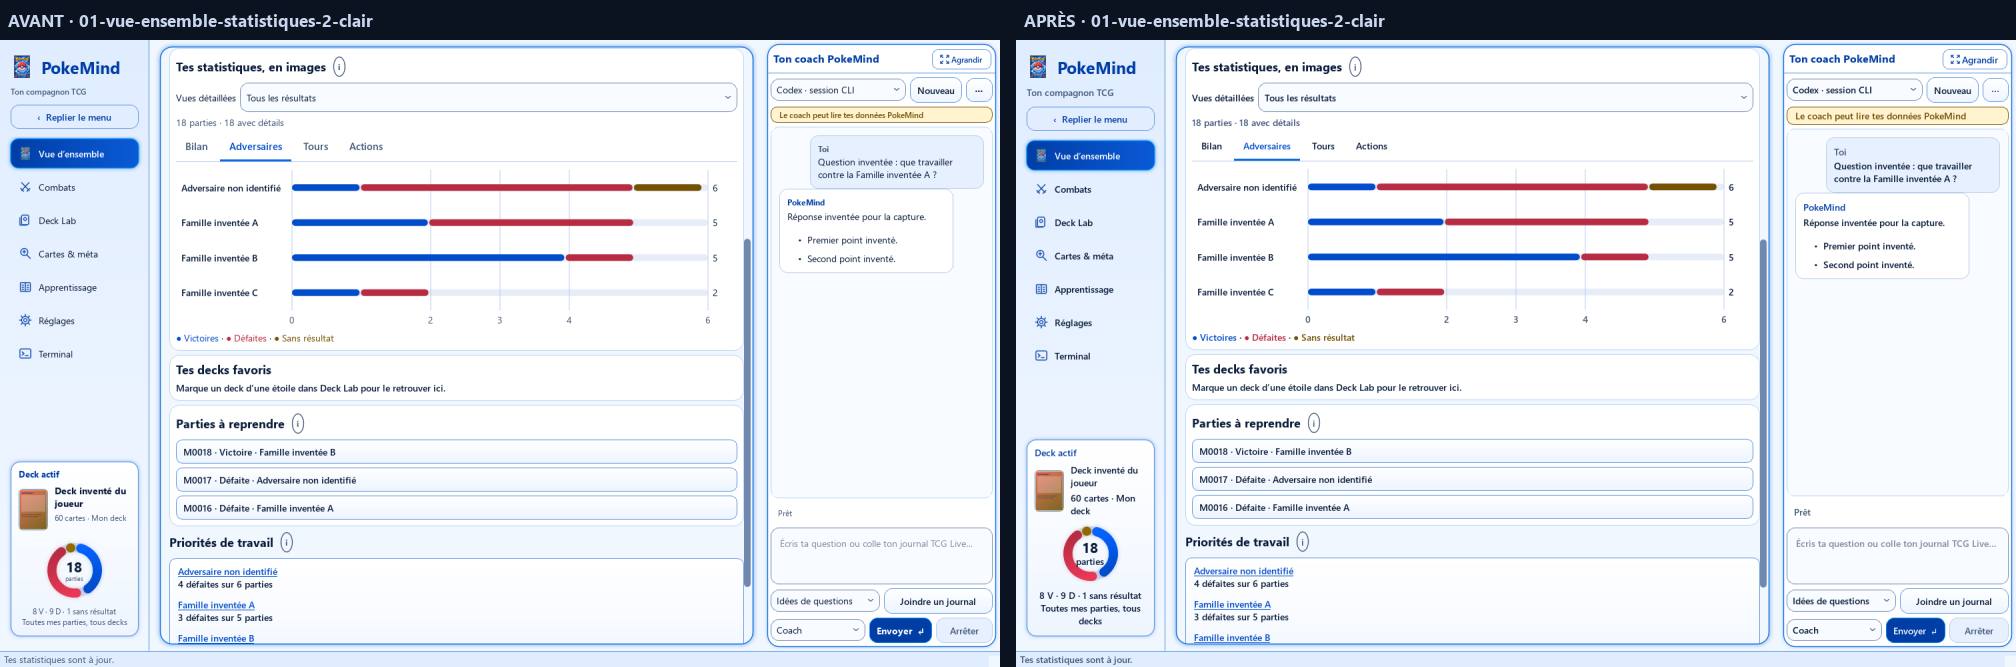 AVANT · 01-vue-ensemble-statistiques-2-clair
PokeMind
Ton compagnon TCG
‹ Replier le menu
Vue d'ensemble
Combats
Deck Lab
Cartes & méta
Apprentissage
Réglages
Terminal
Deck actif
Deck inventé du
joueur
60 cartes · Mon deck
18
parties
8 V · 9 D · 1 sans résultat
Toutes mes parties, tous decks
Tes statistiques, en images
i
Vues détaillées
Tous les résultats
18 parties · 18 avec détails
Bilan Adversaires Tours Actions
Adversaire non identifié 6
Famille inventée A 5
Famille inventée B 5
Famille inventée C 2
0 2 3 4 6
● Victoires · ● Défaites · ● Sans résultat
Tes decks favoris
Marque un deck d'une étoile dans Deck Lab pour le retrouver ici.
Parties à reprendre
i
M0018 · Victoire · Famille inventée B
M0017 · Défaite · Adversaire non identifié
M0016 · Défaite · Famille inventée A
Priorités de travail
i
Adversaire non identifié
4 défaites sur 6 parties
Famille inventée A
3 défaites sur 5 parties
Famille inventée B
Ton coach PokeMind
Agrandir
Codex · session CLI
Nouveau
...
Le coach peut lire tes données PokeMind
Toi
Question inventée : que travailler
contre la Famille inventée A ?
PokeMind
Réponse inventée pour la capture.
• Premier point inventé.
• Second point inventé.
Prêt
Écris ta question ou colle ton journal TCG Live...
Idées de questions
Joindre un journal
Coach
Envoyer ↲
Arrêter
Tes statistiques sont à jour.
APRÈS · 01-vue-ensemble-statistiques-2-clair
PokeMind
Ton compagnon TCG
‹ Replier le menu
Vue d'ensemble
Combats
Deck Lab
Cartes & méta
Apprentissage
Réglages
Terminal
Deck actif
Deck inventé du
joueur
60 cartes · Mon
deck
18
parties
8 V · 9 D · 1 sans résultat
Toutes mes parties, tous
decks
Tes statistiques, en images
i
Vues détaillées
Tous les résultats
18 parties · 18 avec détails
Bilan Adversaires Tours Actions
Adversaire non identifié 6
Famille inventée A 5
Famille inventée B 5
Famille inventée C 2
0 2 3 4 6
● Victoires · ● Défaites · ● Sans résultat
Tes decks favoris
Marque un deck d'une étoile dans Deck Lab pour le retrouver ici.
Parties à reprendre
i
M0018 · Victoire · Famille inventée B
M0017 · Défaite · Adversaire non identifié
M0016 · Défaite · Famille inventée A
Priorités de travail
i
Adversaire non identifié
4 défaites sur 6 parties
Famille inventée A
3 défaites sur 5 parties
Famille inventée B
Ton coach PokeMind
Agrandir
Codex · session CLI
Nouveau
...
Le coach peut lire tes données PokeMind
Toi
Question inventée : que travailler
contre la Famille inventée A ?
PokeMind
Réponse inventée pour la capture.
• Premier point inventé.
• Second point inventé.
Prêt
Écris ta question ou colle ton journal TCG Live...
Idées de questions
Joindre un journal
Coach
Envoyer ↲
Arrêter
Tes statistiques sont à jour.